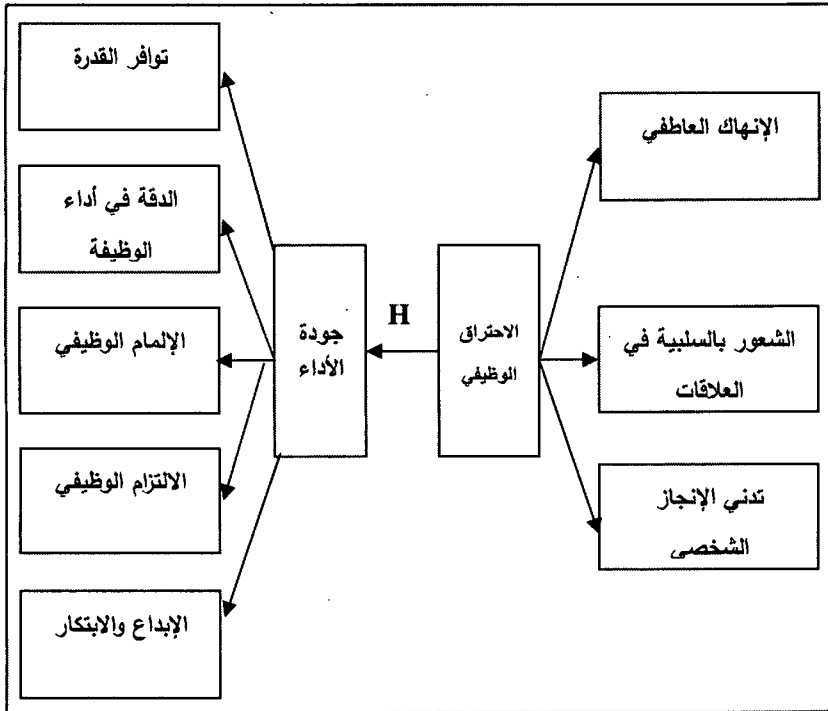 الإنهاك العاطفي
الشعور بالسلبية في
العلاقات
تدني الإنجاز
الشخصي
الاحتراق
الوظيفي
H
جودة
الأداء
توافر القدرة
الدقة في أداء
الوظيفة
الإلمام الوظيفي
الالتزام الوظيفي
الإبداع والابتكار